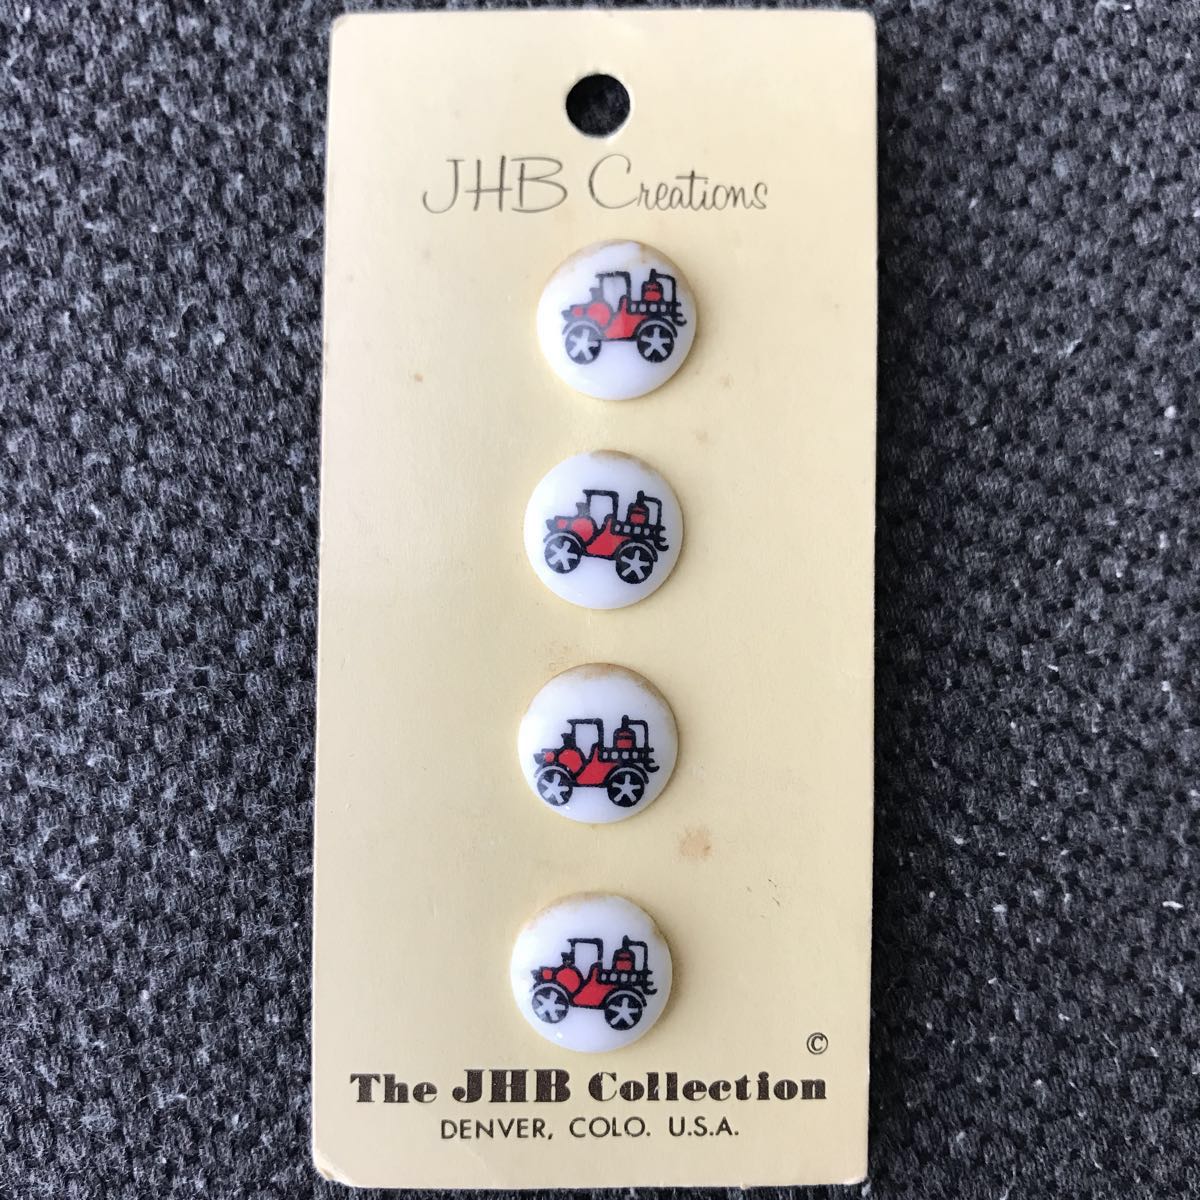 JHB Creations
©
The JHB Collection
DENVER, COLO. U.S.A.